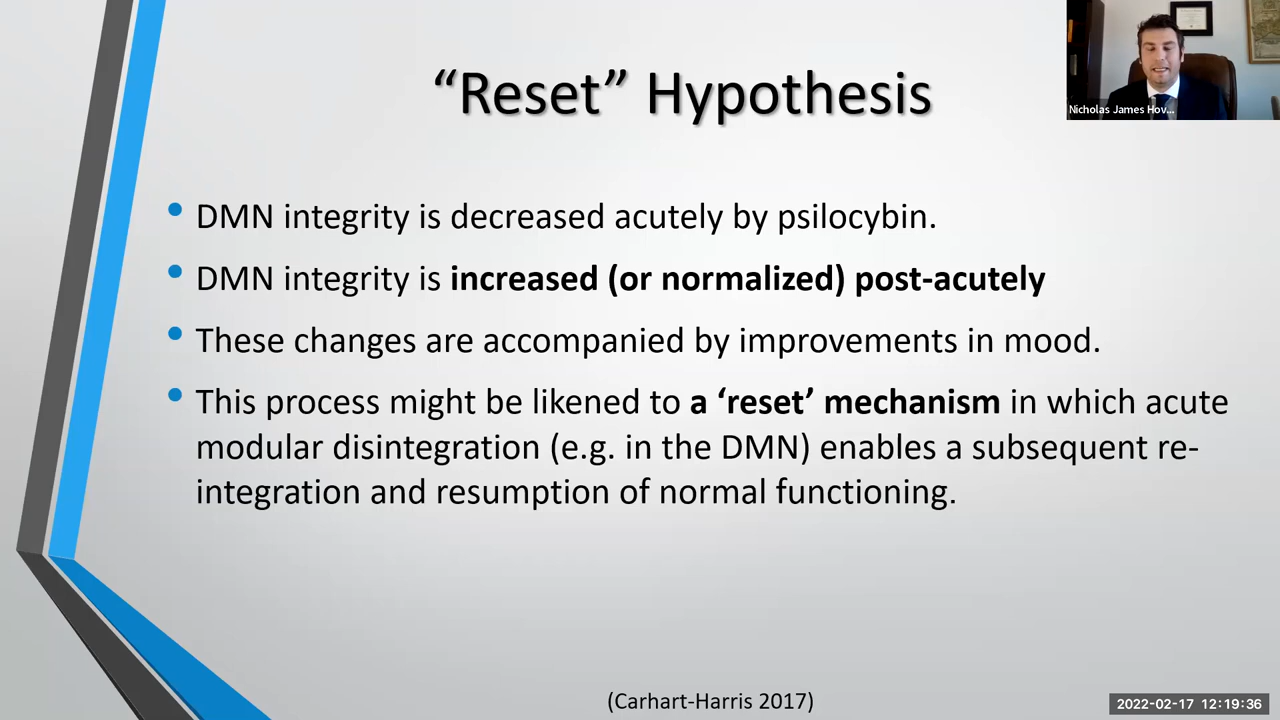 “Reset” Hypothesis
Nicholas James Hov...
• DMN integrity is decreased acutely by psilocybin.
• DMN integrity is increased (or normalized) post-acutely
• These changes are accompanied by improvements in mood.
• This process might be likened to a ‘reset’ mechanism in which acute
modular disintegration (e.g. in the DMN) enables a subsequent re-
integration and resumption of normal functioning.
(Carhart-Harris 2017)
2022-02-17 12:19:36